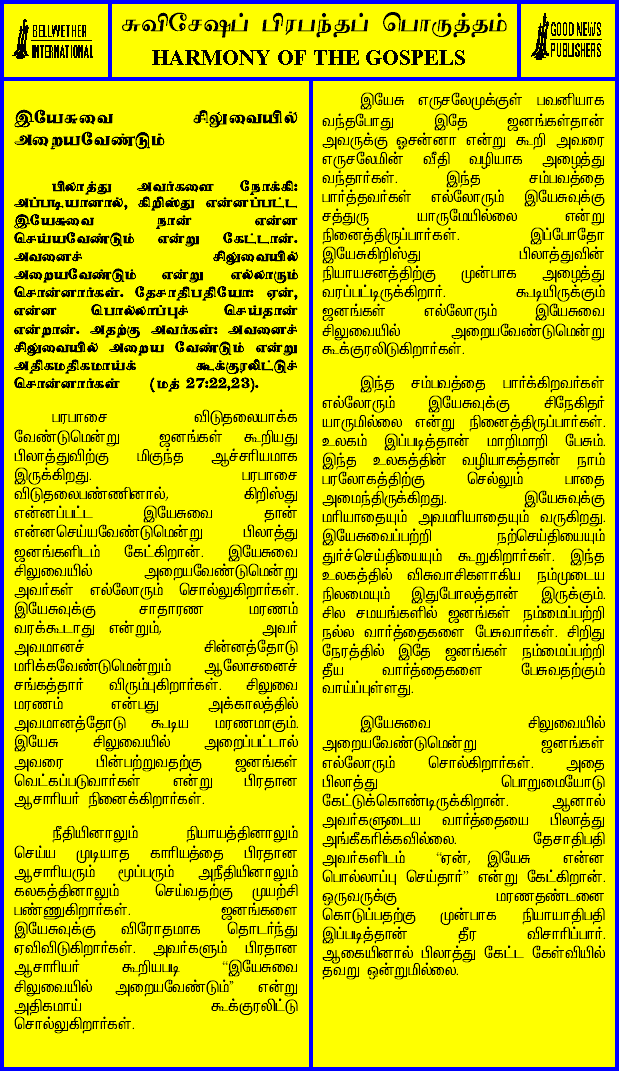 BELLWETHER
INTERNATIONAL
சுவிசேஷப் பிரபந்தப் பொருத்தம்
HARMONY OF THE GOSPELS
GOOD NEWS
PUBLISHERS
இயேசுவை சிலுவையில்
அறையவேண்டும்
பிலாத்து அவர்களை நோக்கி:
அப்படியானால், கிறிஸ்து என்னப்பட்ட
இயேசுவை நான் என்ன
செய்யவேண்டும் என்று கேட்டான்.
அவனைச் சிலுவையில்
அறையவேண்டும் என்று எல்லாரும்
சொன்னார்கள். தேசாதிபதியோ: ஏன்,
என்ன பொல்லாப்புச் செய்தான்
என்றான். அதற்கு அவர்கள்: அவனைச்
சிலுவையில் அறைய வேண்டும் என்று
அதிகமதிகமாய்க் கூக்குரலிட்டுச்
சொன்னார்கள் (மத் 27:22,23).
பரபாசை விடுதலையாக்க
வேண்டுமென்று ஜனங்கள் கூறியது
பிலாத்துவிற்கு மிகுந்த ஆச்சரியமாக
இருக்கிறது. பரபாசை
விடுதலைபண்ணினால், கிறிஸ்து
என்னப்பட்ட இயேசுவை தான்
என்னசெய்யவேண்டுமென்று பிலாத்து
ஜனங்களிடம் கேட்கிறான். இயேசுவை
சிலுவையில் அறையவேண்டுமென்று
அவர்கள் எல்லோரும் சொல்லுகிறார்கள்.
இயேசுவுக்கு சாதாரண மரணம்
வரக்கூடாது என்றும், அவர்
அவமானச் சின்னத்தோடு
மரிக்கவேண்டுமென்றும் ஆலோசனைச்
சங்கத்தார் விரும்புகிறார்கள். சிலுவை
மரணம் என்பது அக்காலத்தில்
அவமானத்தோடு கூடிய மரணமாகும்.
இயேசு சிலுவையில் அறைப்பட்டால்
அவரை பின்பற்றுவதற்கு ஜனங்கள்
வெட்கப்படுவார்கள் என்று பிரதான
ஆசாரியர் நினைக்கிறார்கள்.
நீதியினாலும் நியாயத்தினாலும்
செய்ய முடியாத காரியத்தை பிரதான
ஆசாரியரும் மூப்பரும் அநீதியினாலும்
கலகத்தினாலும் செய்வதற்கு முயற்சி
பண்ணுகிறார்கள். ஜனங்களை
இயேசுவுக்கு விரோதமாக தொடர்ந்து
ஏவிவிடுகிறார்கள். அவர்களும் பிரதான
ஆசாரியர் கூறியபடி “இயேசுவை
சிலுவையில் அறையவேண்டும்” என்று
அதிகமாய் கூக்குரலிட்டு
சொல்லுகிறார்கள்.
இயேசு எருசலேமுக்குள் பவனியாக
வந்தபோது இதே ஜனங்கள்தான்
அவருக்கு ஓசன்னா என்று கூறி அவரை
எருசலேமின் வீதி வழியாக அழைத்து
வந்தார்கள். இந்த சம்பவத்தை
பார்த்தவர்கள் எல்லோரும் இயேசுவுக்கு
சத்துரு யாருமேயில்லை என்று
நினைத்திருப்பார்கள். இப்போதோ
இயேசுகிறிஸ்து பிலாத்துவின்
நியாயசனத்திற்கு முன்பாக அழைத்து
வரப்பட்டிருக்கிறார். கூடியிருக்கும்
ஜனங்கள் எல்லோரும் இயேசுவை
சிலுவையில் அறையவேண்டுமென்று
கூக்குரலிடுகிறார்கள்.
இந்த சம்பவத்தை பார்க்கிறவர்கள்
எல்லோரும் இயேசுவுக்கு சிநேகிதர்
யாருமில்லை என்று நினைத்திருப்பார்கள்.
உலகம் இப்படித்தான் மாறிமாறி பேசும்.
இந்த உலகத்தின் வழியாகத்தான் நாம்
பரலோகத்திற்கு செல்லும் பாதை
அமைந்திருக்கிறது. இயேசுவுக்கு
மரியாதையும் அவமரியாதையும் வருகிறது.
இயேசுவைப்பற்றி நற்செய்தியையும்
துர்ச்செய்தியையும் கூறுகிறார்கள். இந்த
உலகத்தில் விசுவாசிகளாகிய நம்முடைய
நிலமையும் இதுபோலத்தான் இருக்கும்.
சில சமயங்களில் ஜனங்கள் நம்மைப்பற்றி
நல்ல வார்த்தைகளை பேசுவார்கள். சிறிது
நேரத்தில் இதே ஜனங்கள் நம்மைப்பற்றி
தீய வார்த்தைகளை பேசுவதற்கும்
வாய்ப்புள்ளது.
இயேசுவை சிலுவையில்
அறையவேண்டுமென்று ஜனங்கள்
எல்லோரும் சொல்கிறார்கள். அதை
பிலாத்து பொறுமையோடு
கேட்டுக்கொண்டிருக்கிறான். ஆனால்
அவர்களுடைய வார்த்தையை பிலாத்து
அங்கீகரிக்கவில்லை. தேசாதிபதி
அவர்களிடம் “ஏன், இயேசு என்ன
பொல்லாப்பு செய்தார்” என்று கேட்கிறான்.
ஒருவருக்கு மரணதண்டனை
கொடுப்பதற்கு முன்பாக நியாயாதிபதி
இப்படித்தான் தீர விசாரிப்பார்.
ஆகையினால் பிலாத்து கேட்ட கேள்வியில்
தவறு ஒன்றுமில்லை.